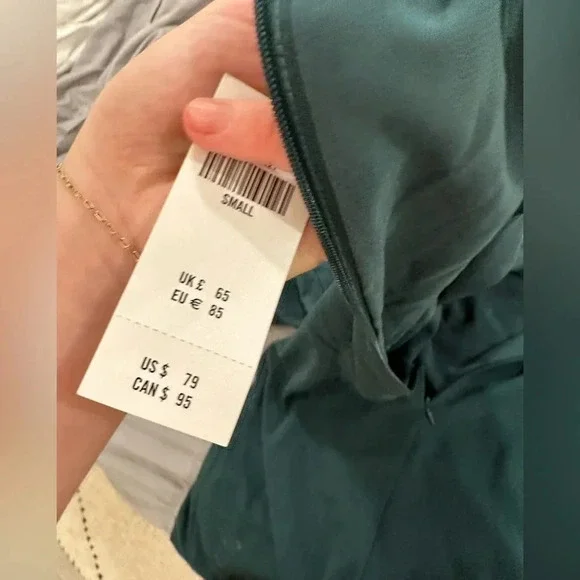 SMALL
UK £ 65
EU € 85
US $ 79
CAN $ 95